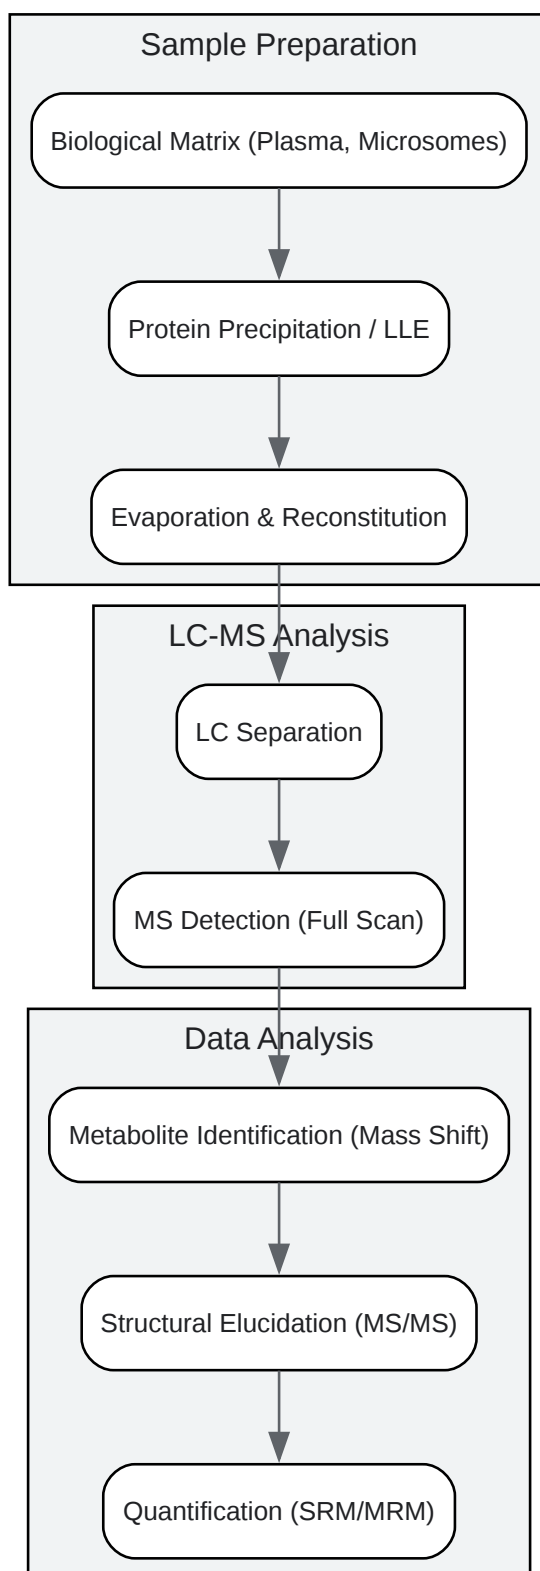 Sample Preparation
Biological Matrix (Plasma, Microsomes)
Protein Precipitation / LLE
Evaporation & Reconstitution
LC-MS Analysis
LC Separation
MS Detection (Full Scan)
Data Analysis
Metabolite Identification (Mass Shift)
Structural Elucidation (MS/MS)
Quantification (SRM/MRM)